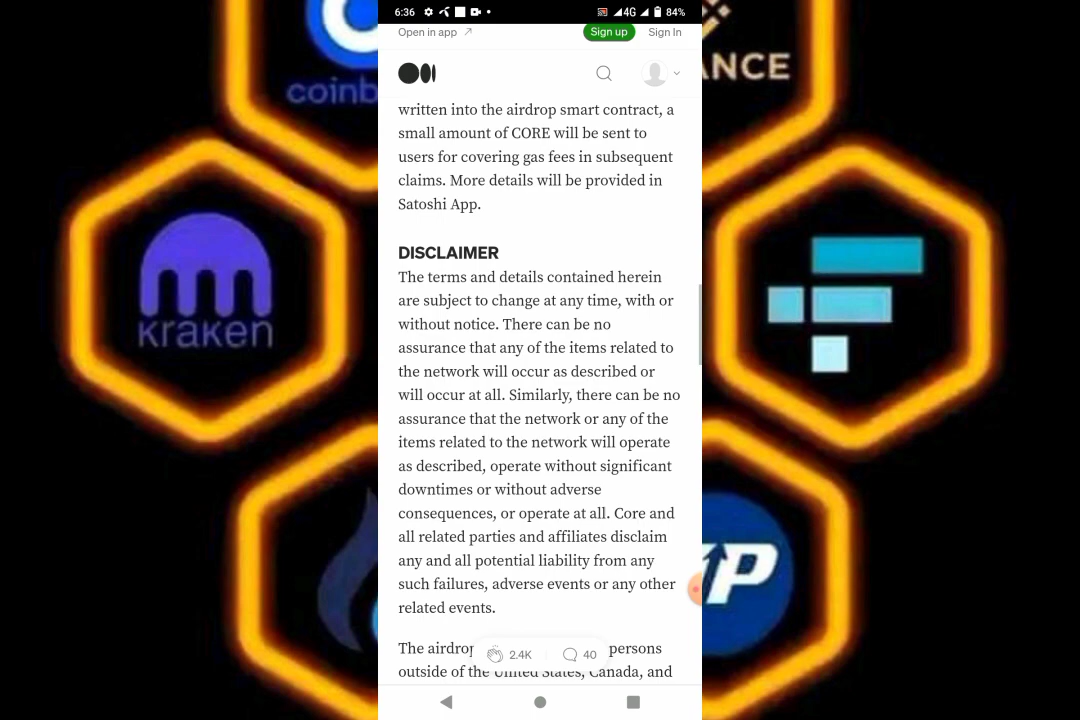 6:36
4G
84%
Open in app
Sign up
Sign In
written into the airdrop smart contract, a
small amount of CORE will be sent to
users for covering gas fees in subsequent
claims. More details will be provided in
Satoshi App.
DISCLAIMER
The terms and details contained herein
are subject to change at any time, with or
without notice. There can be no
assurance that any of the items related to
the network will occur as described or
will occur at all. Similarly, there can be no
assurance that the network or any of the
items related to the network will operate
as described, operate without significant
downtimes or without adverse
consequences, or operate at all. Core and
all related parties and affiliates disclaim
any and all potential liability from any
such failures, adverse events or any other
related events.
The airdrop persons
2.4K
40
outside of the United States, Canada, and
coinb
ANCE
kraken
P